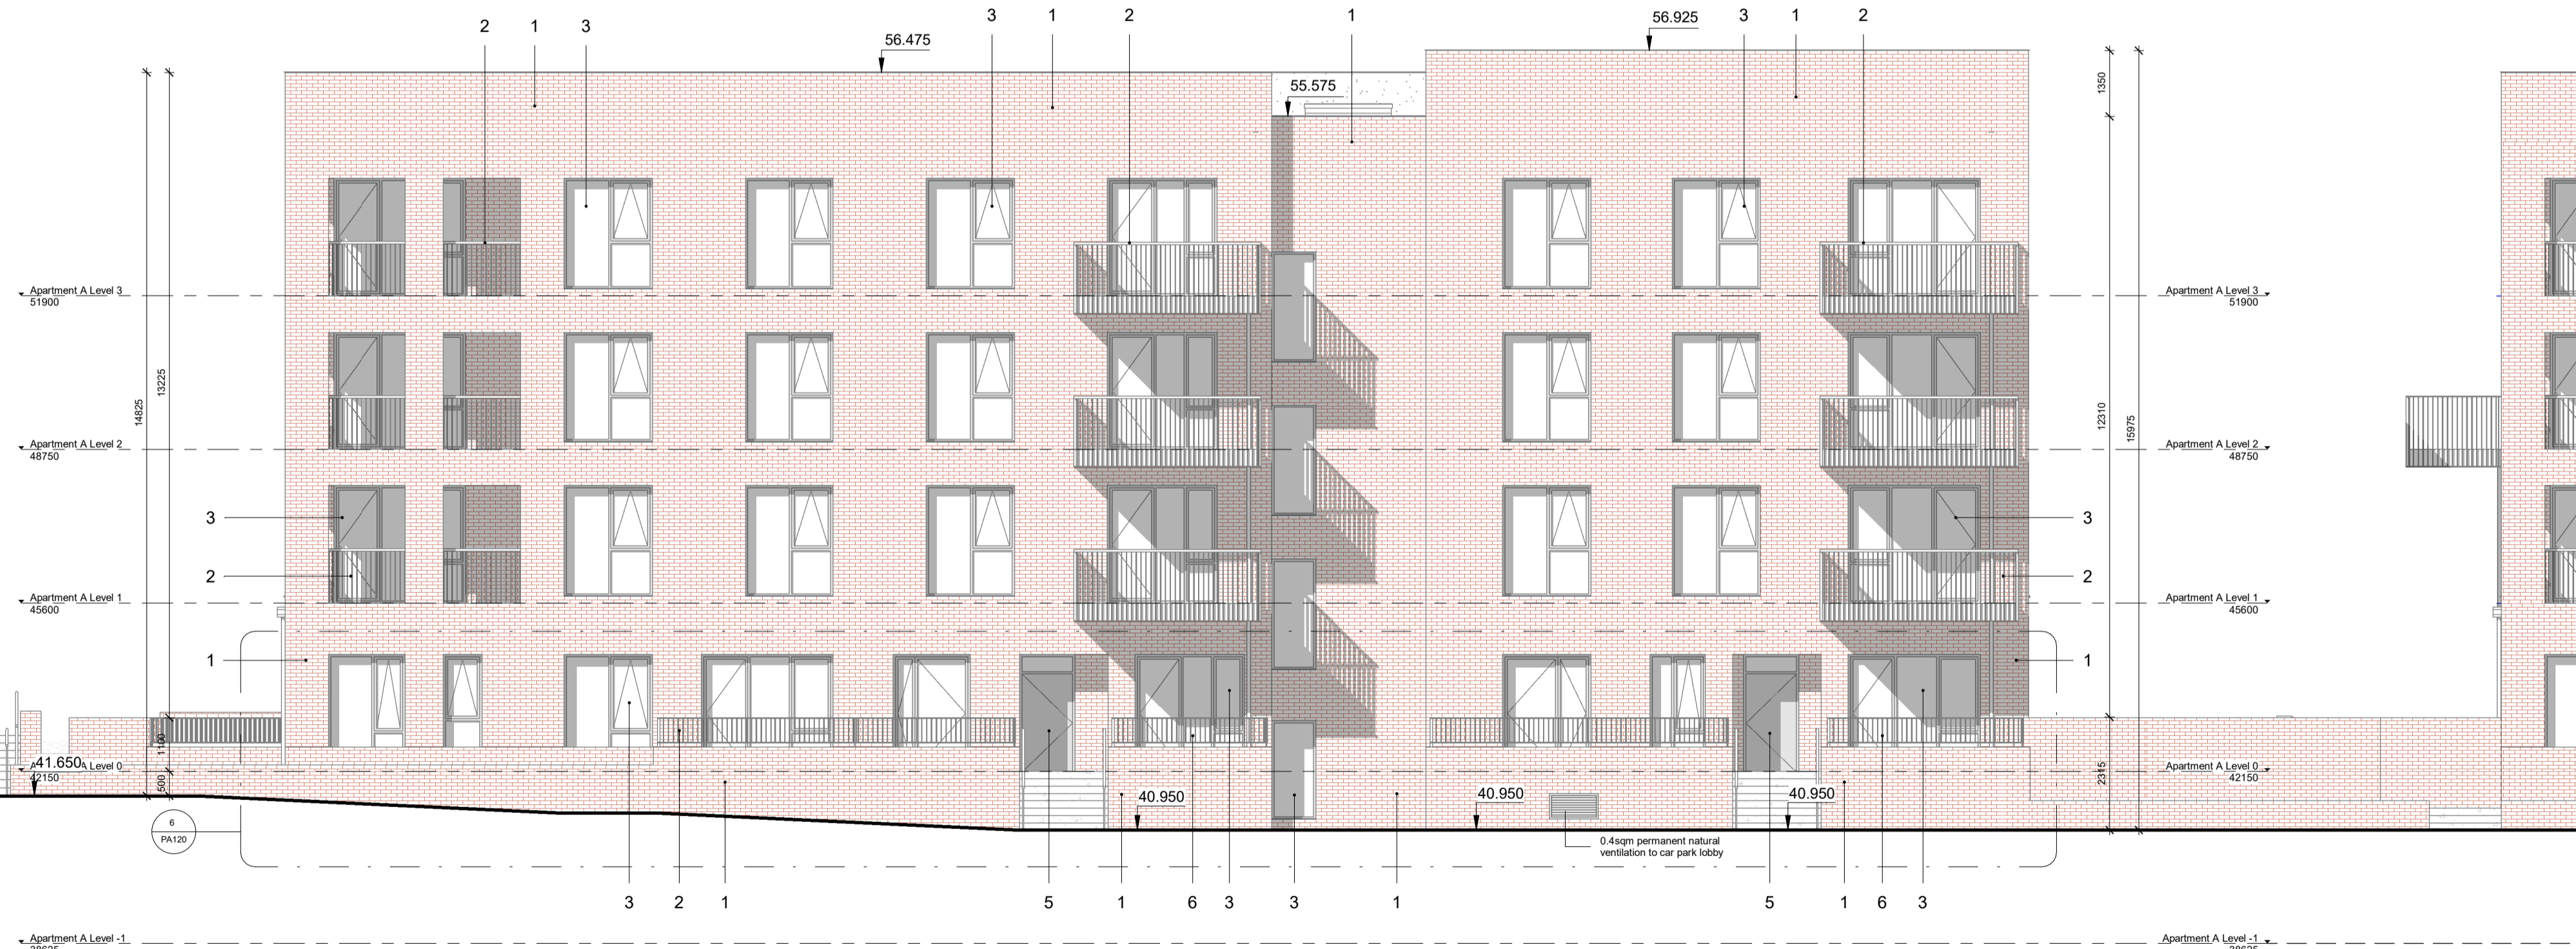 2 1 3 3 1 2 1 3 1 2
56.925
56.475
55.575
1350
Apartment A Level 3
51900
Apartment A Level 3
51900
13225
14825
12310
15975
Apartment A Level 2
48750
Apartment A Level 2
48750
3
3
2
2
Apartment A Level 1
45600
Apartment A Level 1
45600
1
1
1100
41.650
A Level 0
42150
Apartment A Level 0
42150
500
2315
40.950
40.950
40.950
6
PA120
0.4sqm permanent natural
ventilation to car park lobby
3 2 1 5 1 6 3 3 1 5 1 6 3
Apartment A Level -1
Apartment A Level -1